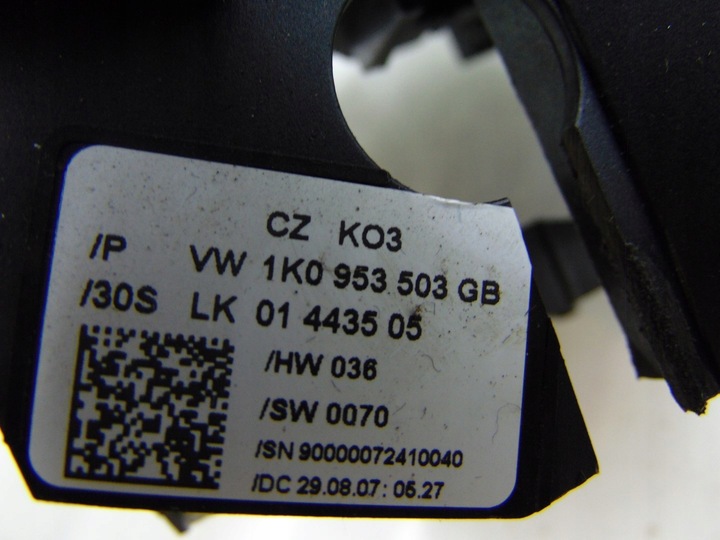 CZ KO3
/P VW 1K0 953 503 GB
/30S LK 01 4435 05
/HW 036
/SW 0070
/SN 90000072410040
/DC 29.08.07: 05.27